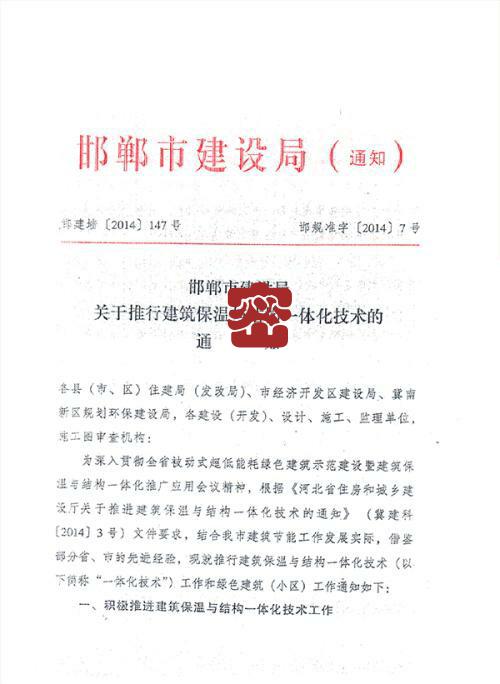 邯郸市建设局（通知）
邯建墙〔2014〕147号 邯规准字〔2014〕7号
邯郸市建设局
关于推行建筑保温 一体化技术的
通
各县（市、区）住建局（发改局）、市经济开发区建设局、冀南
新区规划环保建设局，各建设（开发）、设计、施工、监理单位，
施工图审查机构：
为深入贯彻全省被动式超低能耗绿色建筑示范建设暨建筑保
温与结构一体化推广应用会议精神，根据《河北省住房和城乡建
设厅关于推进建筑保温与结构一体化技术的通知》（冀建科
〔2014〕3号）文件要求，结合我市建筑节能工作发展实际，借鉴
部分省、市的先进经验，现就推行建筑保温与结构一体化技术（以
下简称“一体化技术”）工作和绿色建筑（小区）工作通知如下：
一、积极推进建筑保温与结构一体化技术工作